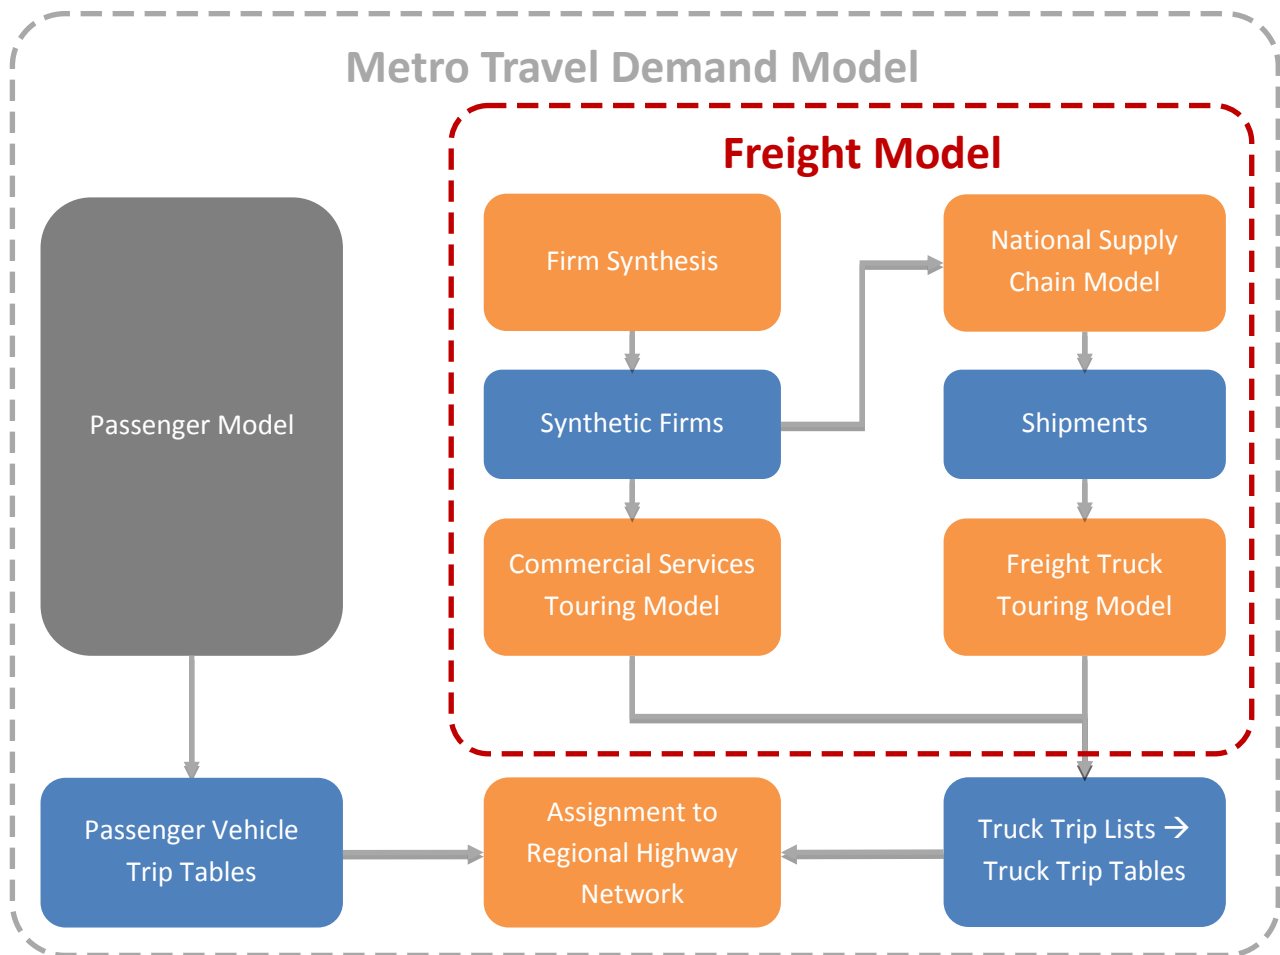 Metro Travel Demand Model
Freight Model
Firm Synthesis
National Supply
Chain Model
Passenger Model
Synthetic Firms
Shipments
Commercial Services
Touring Model
Freight Truck
Touring Model
Passenger Vehicle
Trip Tables
Assignment to
Regional Highway
Network
Truck Trip Lists →
Truck Trip Tables